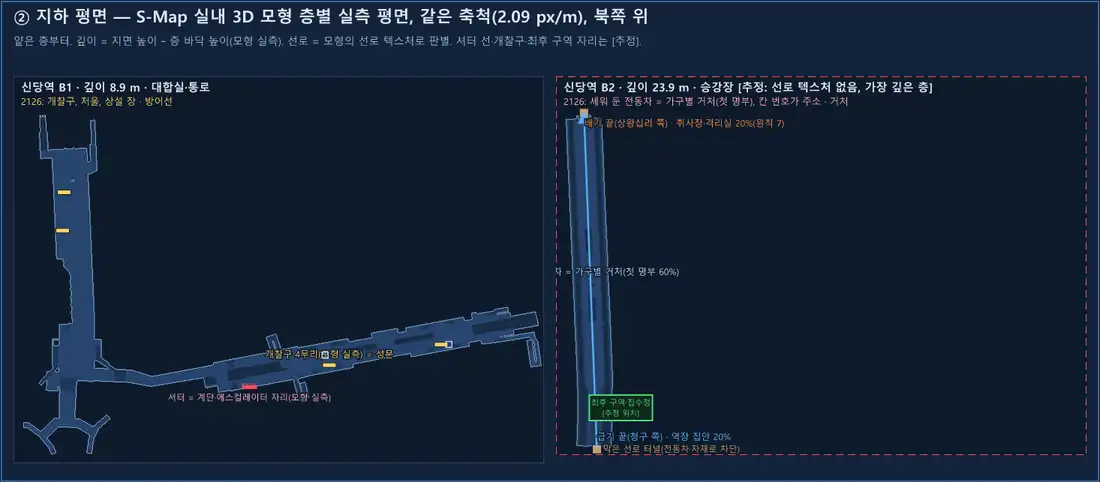 ② 지하 평면 — S-Map 실내 3D 모형 층별 실측 평면, 같은 축척(2.09 px/m), 북쪽 위
얕은 층부터. 깊이 = 지면 높이 − 층 바닥 높이(모형 실측). 선로 = 모형의 선로 텍스처로 판별. 셔터 선·개찰구·최후 구역 자리는 [추정].
신당역 B1 · 깊이 8.9 m · 대합실·통로
2126: 개찰구, 저울, 상설 장 · 방어선
개찰구 4무리(모형 실측) = 성문
셔터 = 계단·에스컬레이터 자리(모형 실측)
신당역 B2 · 깊이 23.9 m · 승강장 [추정: 선로 텍스처 없음, 가장 깊은 층]
2126: 세워 둔 전동차 = 가구별 거처(첫 명부), 칸 번호가 주소 · 거처
배기 끝(상왕십리 쪽) · 취사장·격리실 20%(원칙 7)
자 = 가구별 거처(첫 명부 60%)
최후 구역·집수정
[추정 위치]
급기 끝(청구 쪽) · 역장 집안 20%
막은 선로 터널(전동차·자재로 차단)